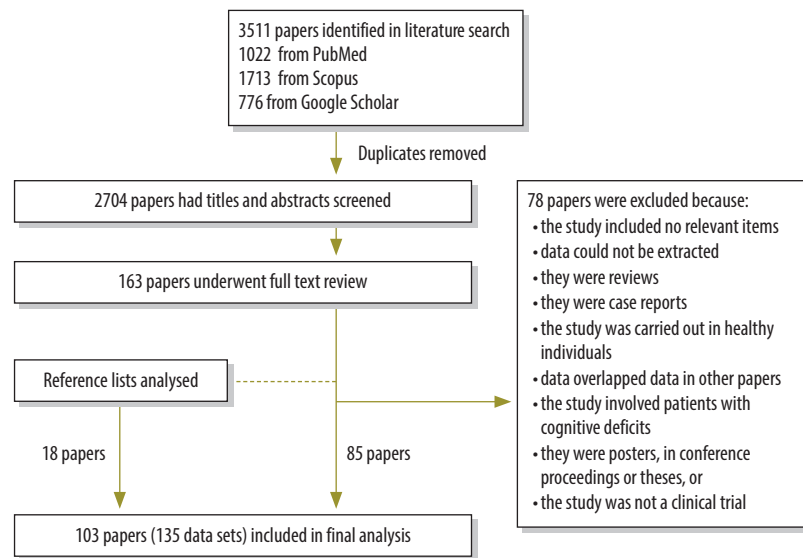 3511 papers identified in literature search
1022 from PubMed
1713 from Scopus
776 from Google Scholar
Duplicates removed
2704 papers had titles and abstracts screened
163 papers underwent full text review
78 papers were excluded because:
• the study included no relevant items
• data could not be extracted
• they were reviews
• they were case reports
• the study was carried out in healthy
individuals
• data overlapped data in other papers
• the study involved patients with
cognitive deficits
• they were posters, in conference
proceedings or theses, or
• the study was not a clinical trial
Reference lists analysed
18 papers
85 papers
103 papers (135 data sets) included in final analysis